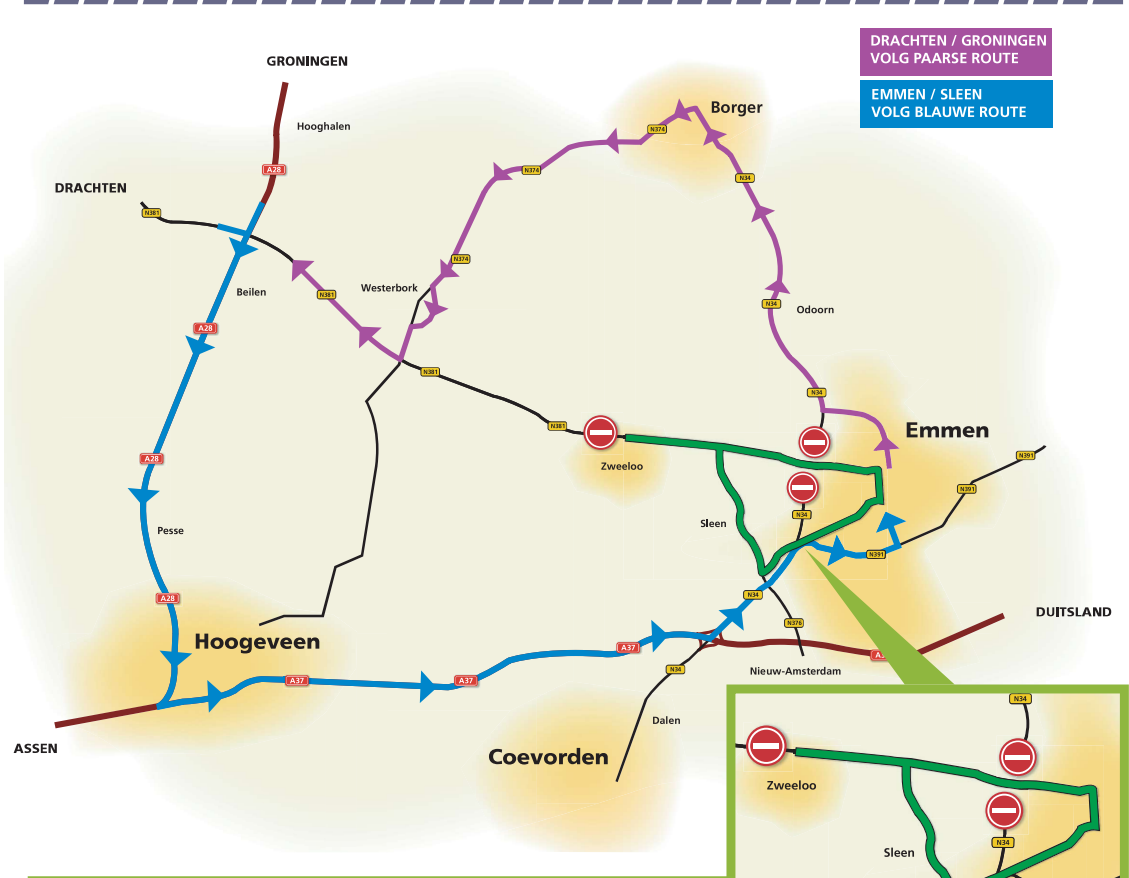 DRACHTEN / GRONINGEN
VOLG PAARSE ROUTE
EMMEN / SLEEN
VOLG BLAUWE ROUTE
GRONINGEN
Hooghalen
Borger
N374
A28
N374
N34
DRACHTEN
N381
N374
Westerbork
Beilen
N381
N34
Odoorn
A28
N381
N34
N381
Emmen
A28
Zweeloo
N391
N391
Pesse
Sleen
N34
N391
A28
N34
DUITSLAND
N376
Hoogeveen
A37
N34
Nieuw-Amsterdam
A37
A37
N34
Dalen
ASSEN
Coevorden
Zweeloo
N34
Sleen